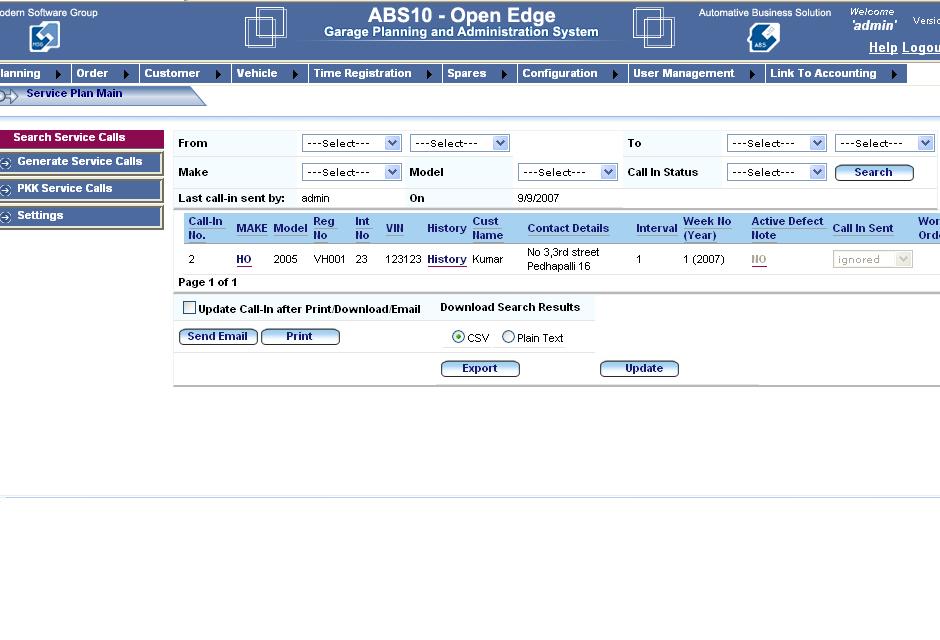 odern Software Group
MSG
ABS10 - Open Edge
Garage Planning and Administration System
Automotive Business Solution
ABS
Welcome
'admin'
Versio
Help Logou
lanning Order Customer Vehicle Time Registration Spares Configuration User Management Link To Accounting
Service Plan Main
Search Service Calls
Generate Service Calls
PKK Service Calls
Settings
From ---Select--- ---Select--- To ---Select--- ---Select---
Make ---Select--- Model ---Select--- Call In Status ---Select--- Search
Last call-in sent by: admin On 9/9/2007
Call-In No. MAKE Model Reg No Int No VIN History Cust Name Contact Details Interval Week No (Year) Active Defect Note Call In Sent Wor Orde
2 HO 2005 VH001 23 123123 History Kumar No 3,3rd street Pedhapalli 16 1 1 (2007) NO ignored
Page 1 of 1
Update Call-In after Print/Download/Email Download Search Results
Send Email Print CSV Plain Text
Export Update